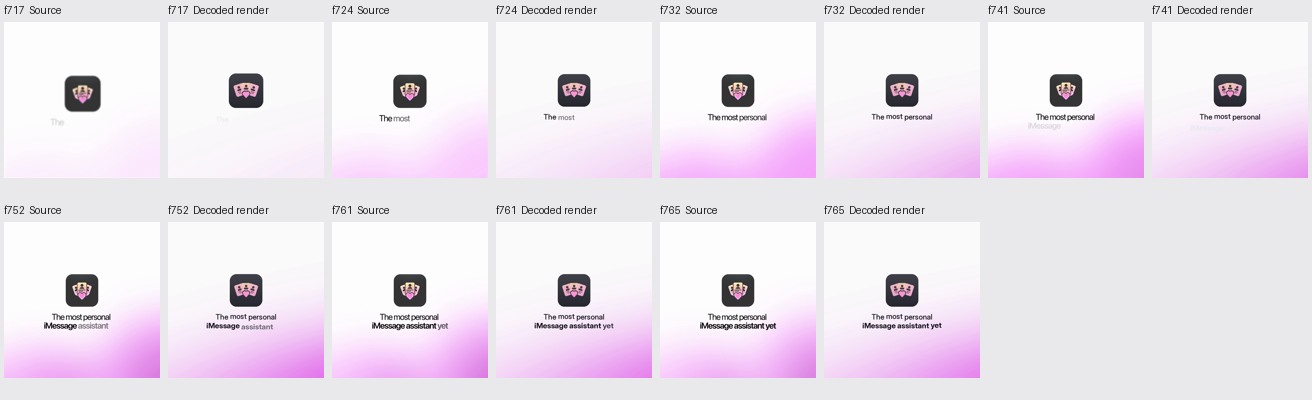 f717 Source
f717 Decoded render
f724 Source
f724 Decoded render
f732 Source
f732 Decoded render
f741 Source
f741 Decoded render
The
The
The most
The most
The most personal
The most personal
The most personal
iMessage
The most personal
f752 Source
f752 Decoded render
f761 Source
f761 Decoded render
f765 Source
f765 Decoded render
The most personal
iMessage assistant
The most personal
iMessage assistant
The most personal
iMessage assistant yet
The most personal
iMessage assistant yet
The most personal
iMessage assistant yet
The most personal
iMessage assistant yet